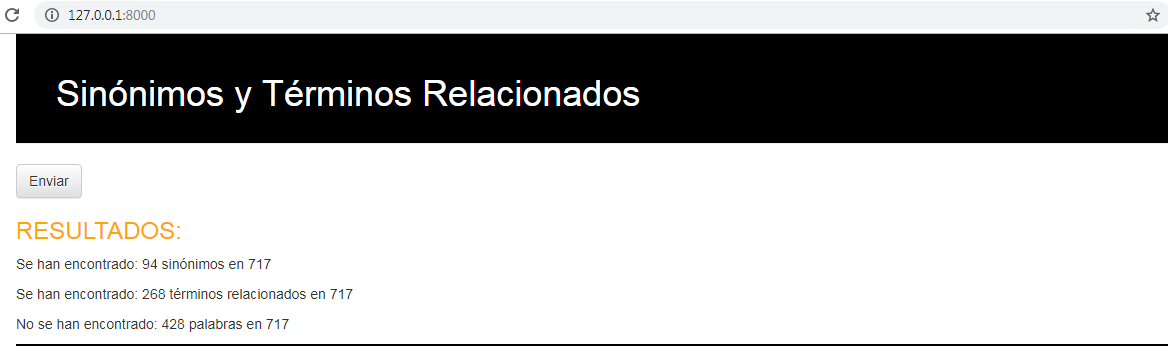 127.0.0.1:8000
Sinónimos y Términos Relacionados
Enviar
RESULTADOS:
Se han encontrado: 94 sinónimos en 717
Se han encontrado: 268 términos relacionados en 717
No se han encontrado: 428 palabras en 717